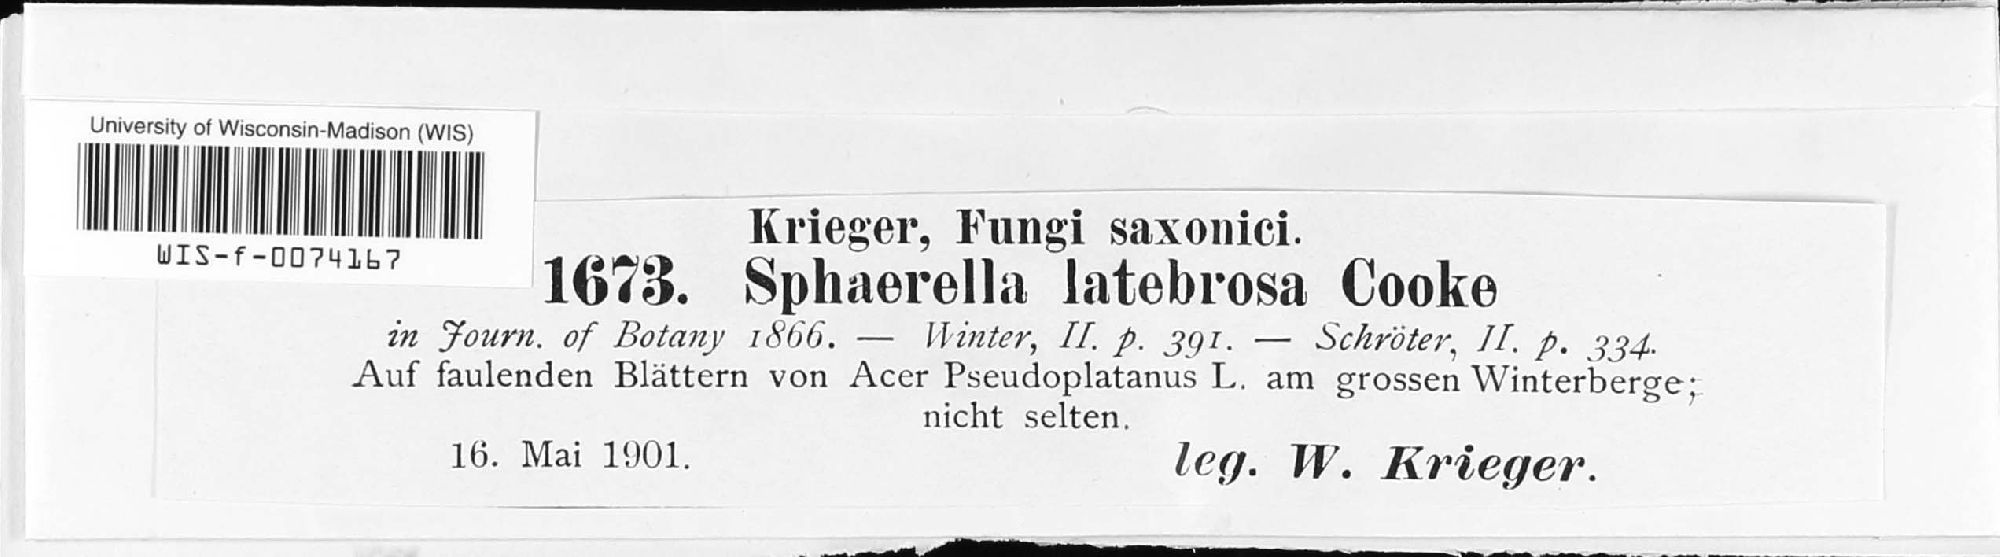 University of Wisconsin-Madison (WIS)
WIS-f-0074167
Krieger, Fungi saxonici.
1673. Sphaerella latebrosa Cooke
in Journ. of Botany 1866. — Winter, II. p. 391. — Schröter, II. p. 334.
Auf faulenden Blättern von Acer Pseudoplatanus L. am grossen Winterberge;
nicht selten.
16. Mai 1901. leg. W. Krieger.